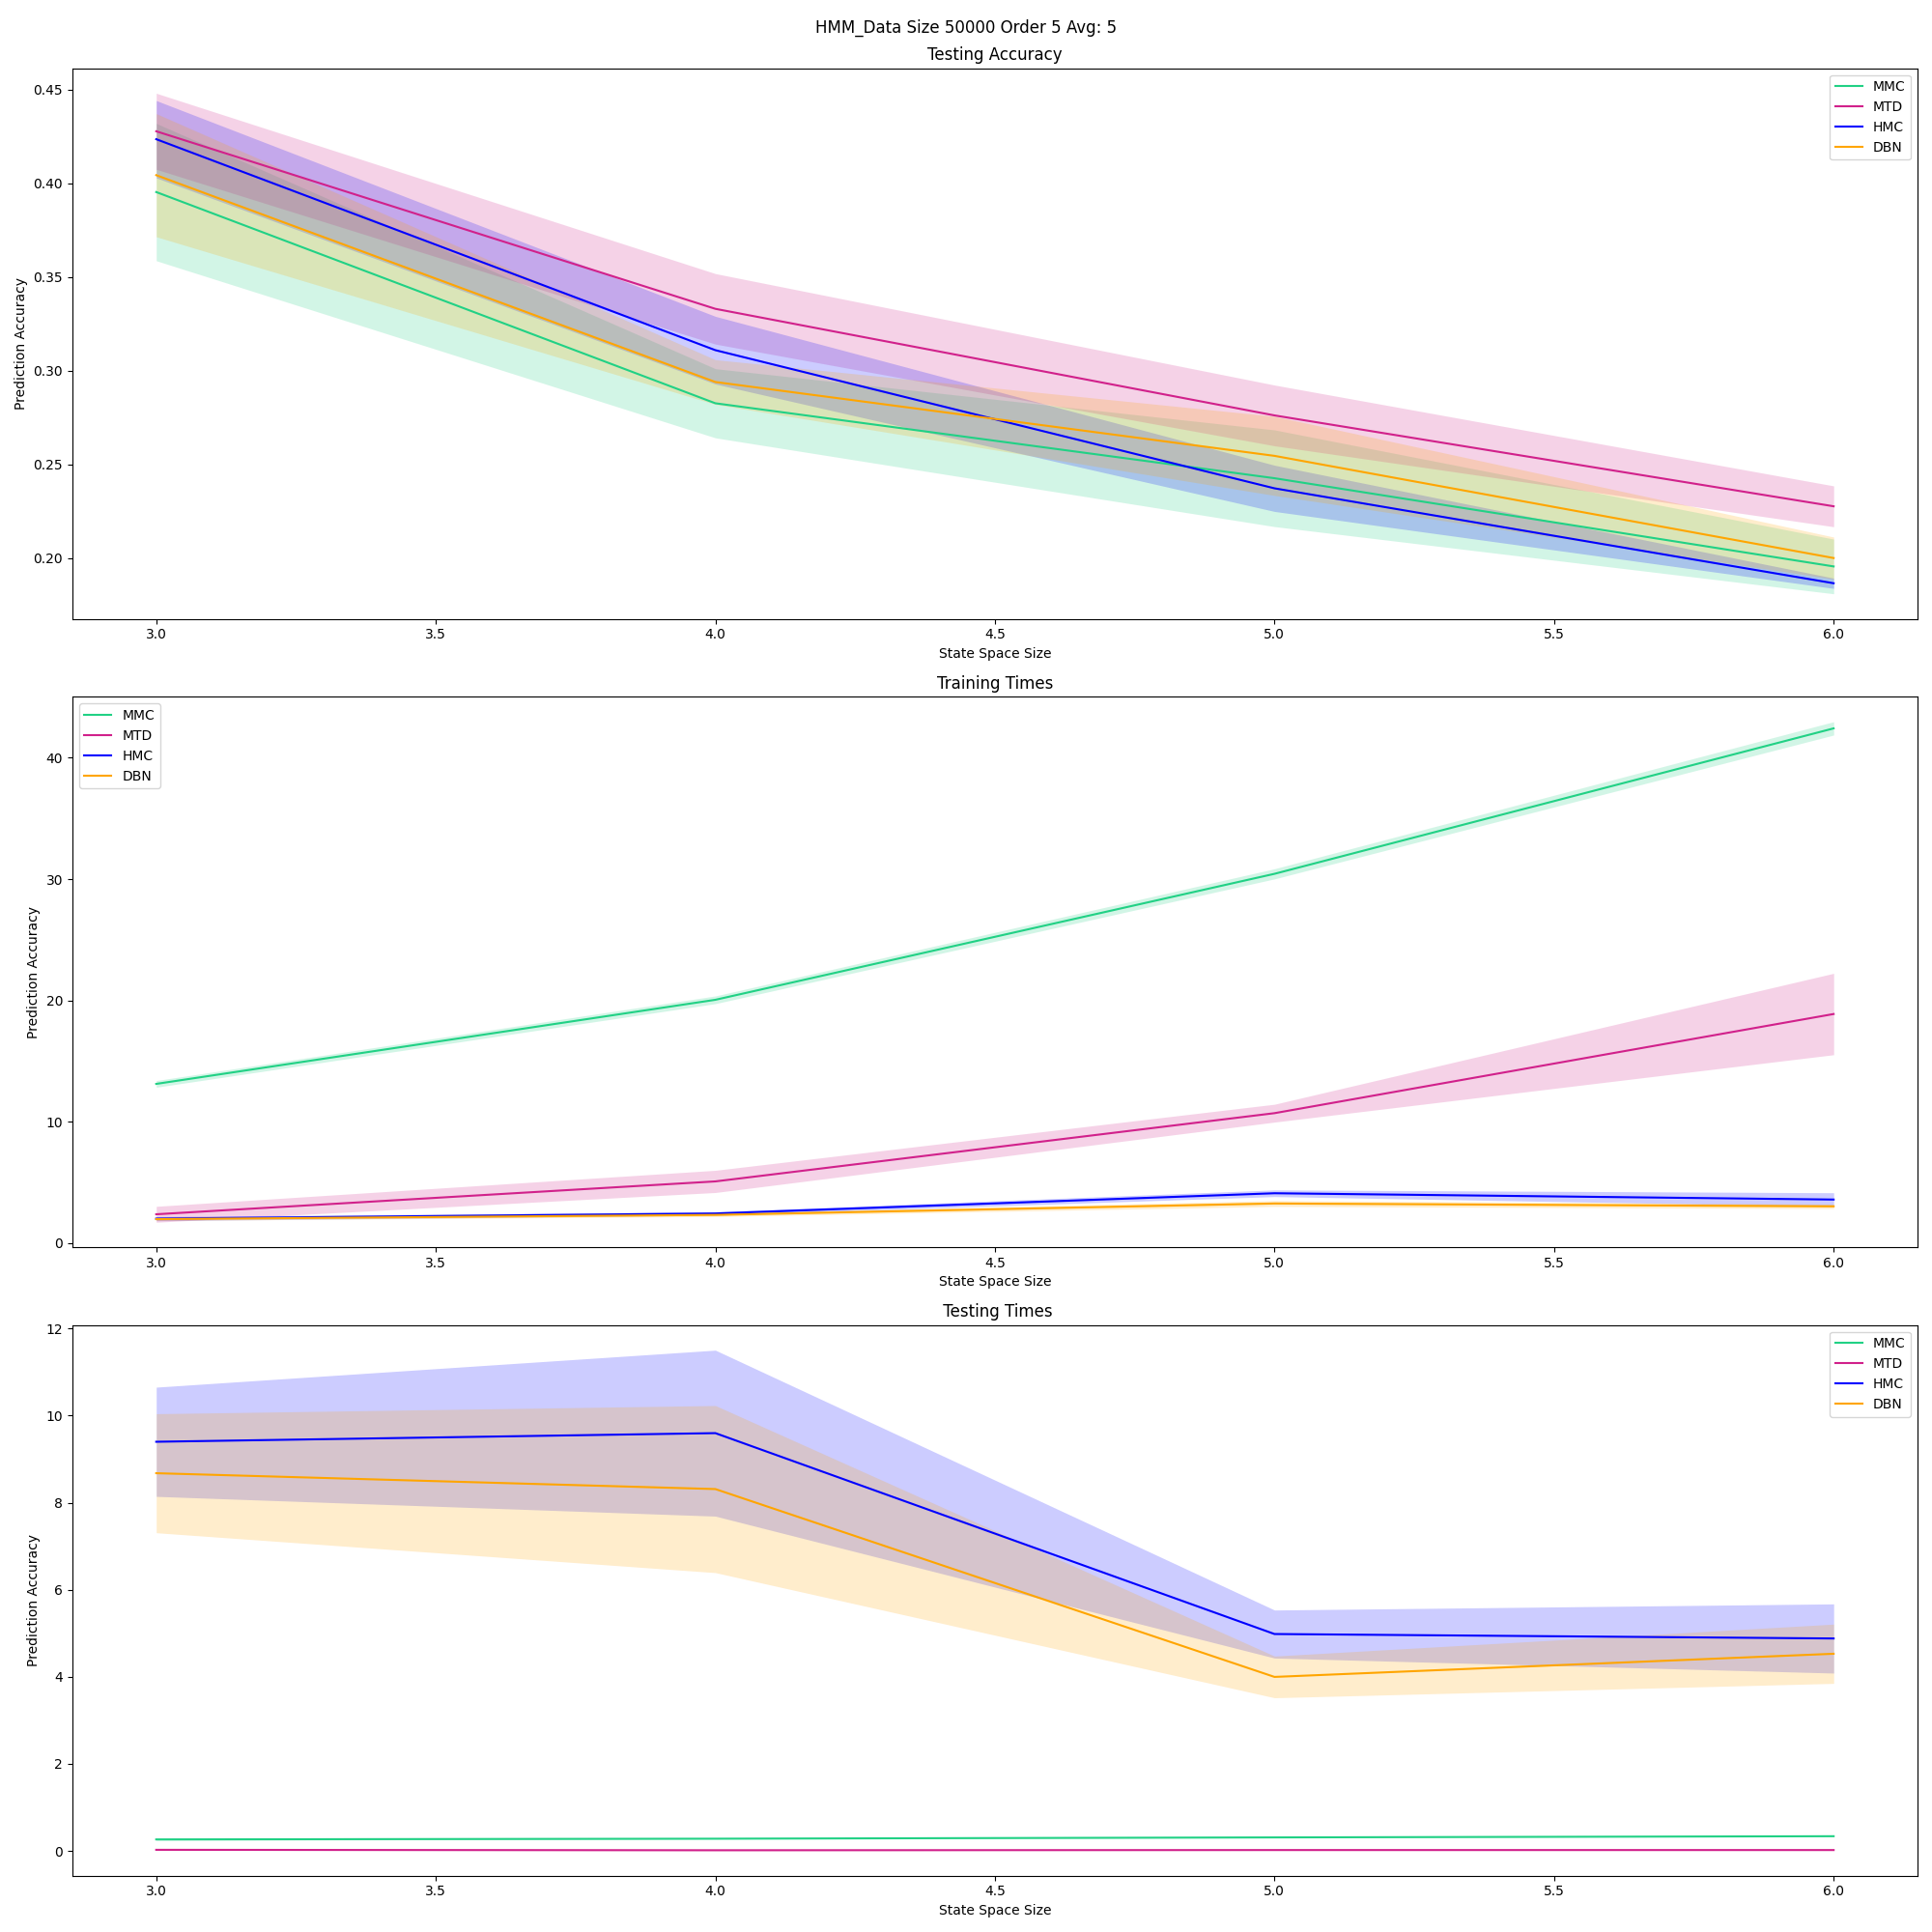 HMM_Data Size 50000 Order 5 Avg: 5
Testing Accuracy
0.45
0.40
0.35
0.30
0.25
0.20
Prediction Accuracy
MMC
MTD
HMC
DBN
3.0 3.5 4.0 4.5 5.0 5.5 6.0
State Space Size
Training Times
40
30
20
10
0
Prediction Accuracy
MMC
MTD
HMC
DBN
3.0 3.5 4.0 4.5 5.0 5.5 6.0
State Space Size
Testing Times
12
10
8
6
4
2
0
Prediction Accuracy
MMC
MTD
HMC
DBN
3.0 3.5 4.0 4.5 5.0 5.5 6.0
State Space Size